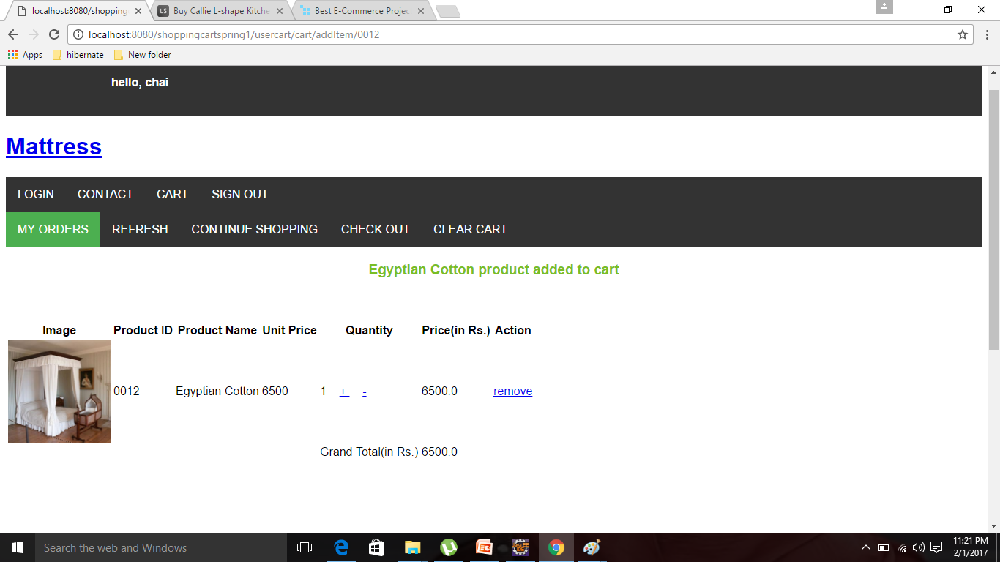 localhost:8080/shopping
Buy Callie L-shape Kitche
Best E-Commerce Project
localhost:8080/shoppingcartspring1/usercart/cart/addItem/0012
Apps hibernate New folder
hello, chai
Mattress
LOGIN CONTACT CART SIGN OUT
MY ORDERS REFRESH CONTINUE SHOPPING CHECK OUT CLEAR CART
Egyptian Cotton product added to cart
Image Product ID Product Name Unit Price Quantity Price(in Rs.) Action
0012 Egyptian Cotton 6500 1 + - 6500.0 remove
Grand Total(in Rs.) 6500.0
Search the web and Windows
11:21 PM
2/1/2017